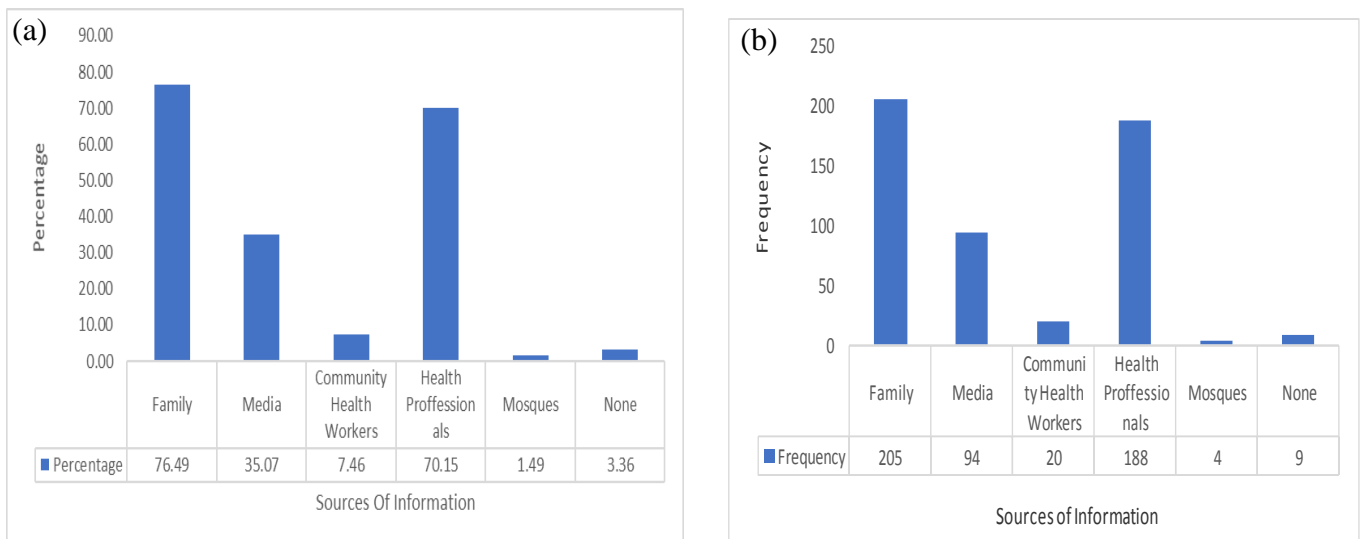 (a)
90.00
80.00
70.00
60.00
50.00
40.00
30.00
20.00
10.00
0.00
Percentage
Family
Media
Community
Health
Workers
Health
Proffession
als
Mosques
None
Percentage 76.49 35.07 7.46 70.15 1.49 3.36
Sources Of Information
(b)
250
200
150
100
50
0
Frequency
Family
Media
Communi
ty Health
Workers
Health
Proffessio
nals
Mosques
None
Frequency 205 94 20 188 4 9
Sources of Information